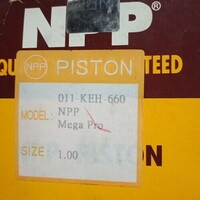 NPP®
QU TEED
NPP PISTON
011-KEH-660
MODEL: NPP
Mega Pro
SIZE 1.00
ON